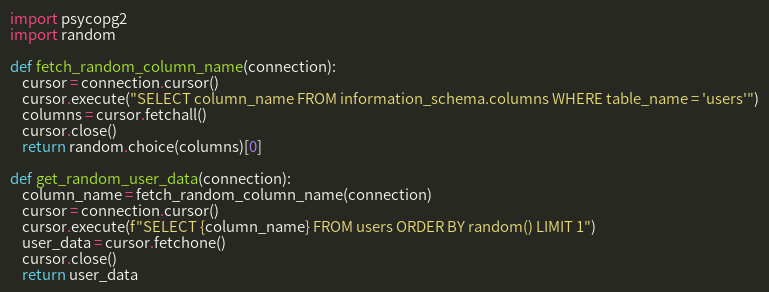 import psycopg2
import random

def fetch_random_column_name(connection):
    cursor = connection.cursor()
    cursor.execute("SELECT column_name FROM information_schema.columns WHERE table_name = 'users'")
    columns = cursor.fetchall()
    cursor.close()
    return random.choice(columns)[0]

def get_random_user_data(connection):
    column_name = fetch_random_column_name(connection)
    cursor = connection.cursor()
    cursor.execute(f"SELECT {column_name} FROM users ORDER BY random() LIMIT 1")
    user_data = cursor.fetchone()
    cursor.close()
    return user_data